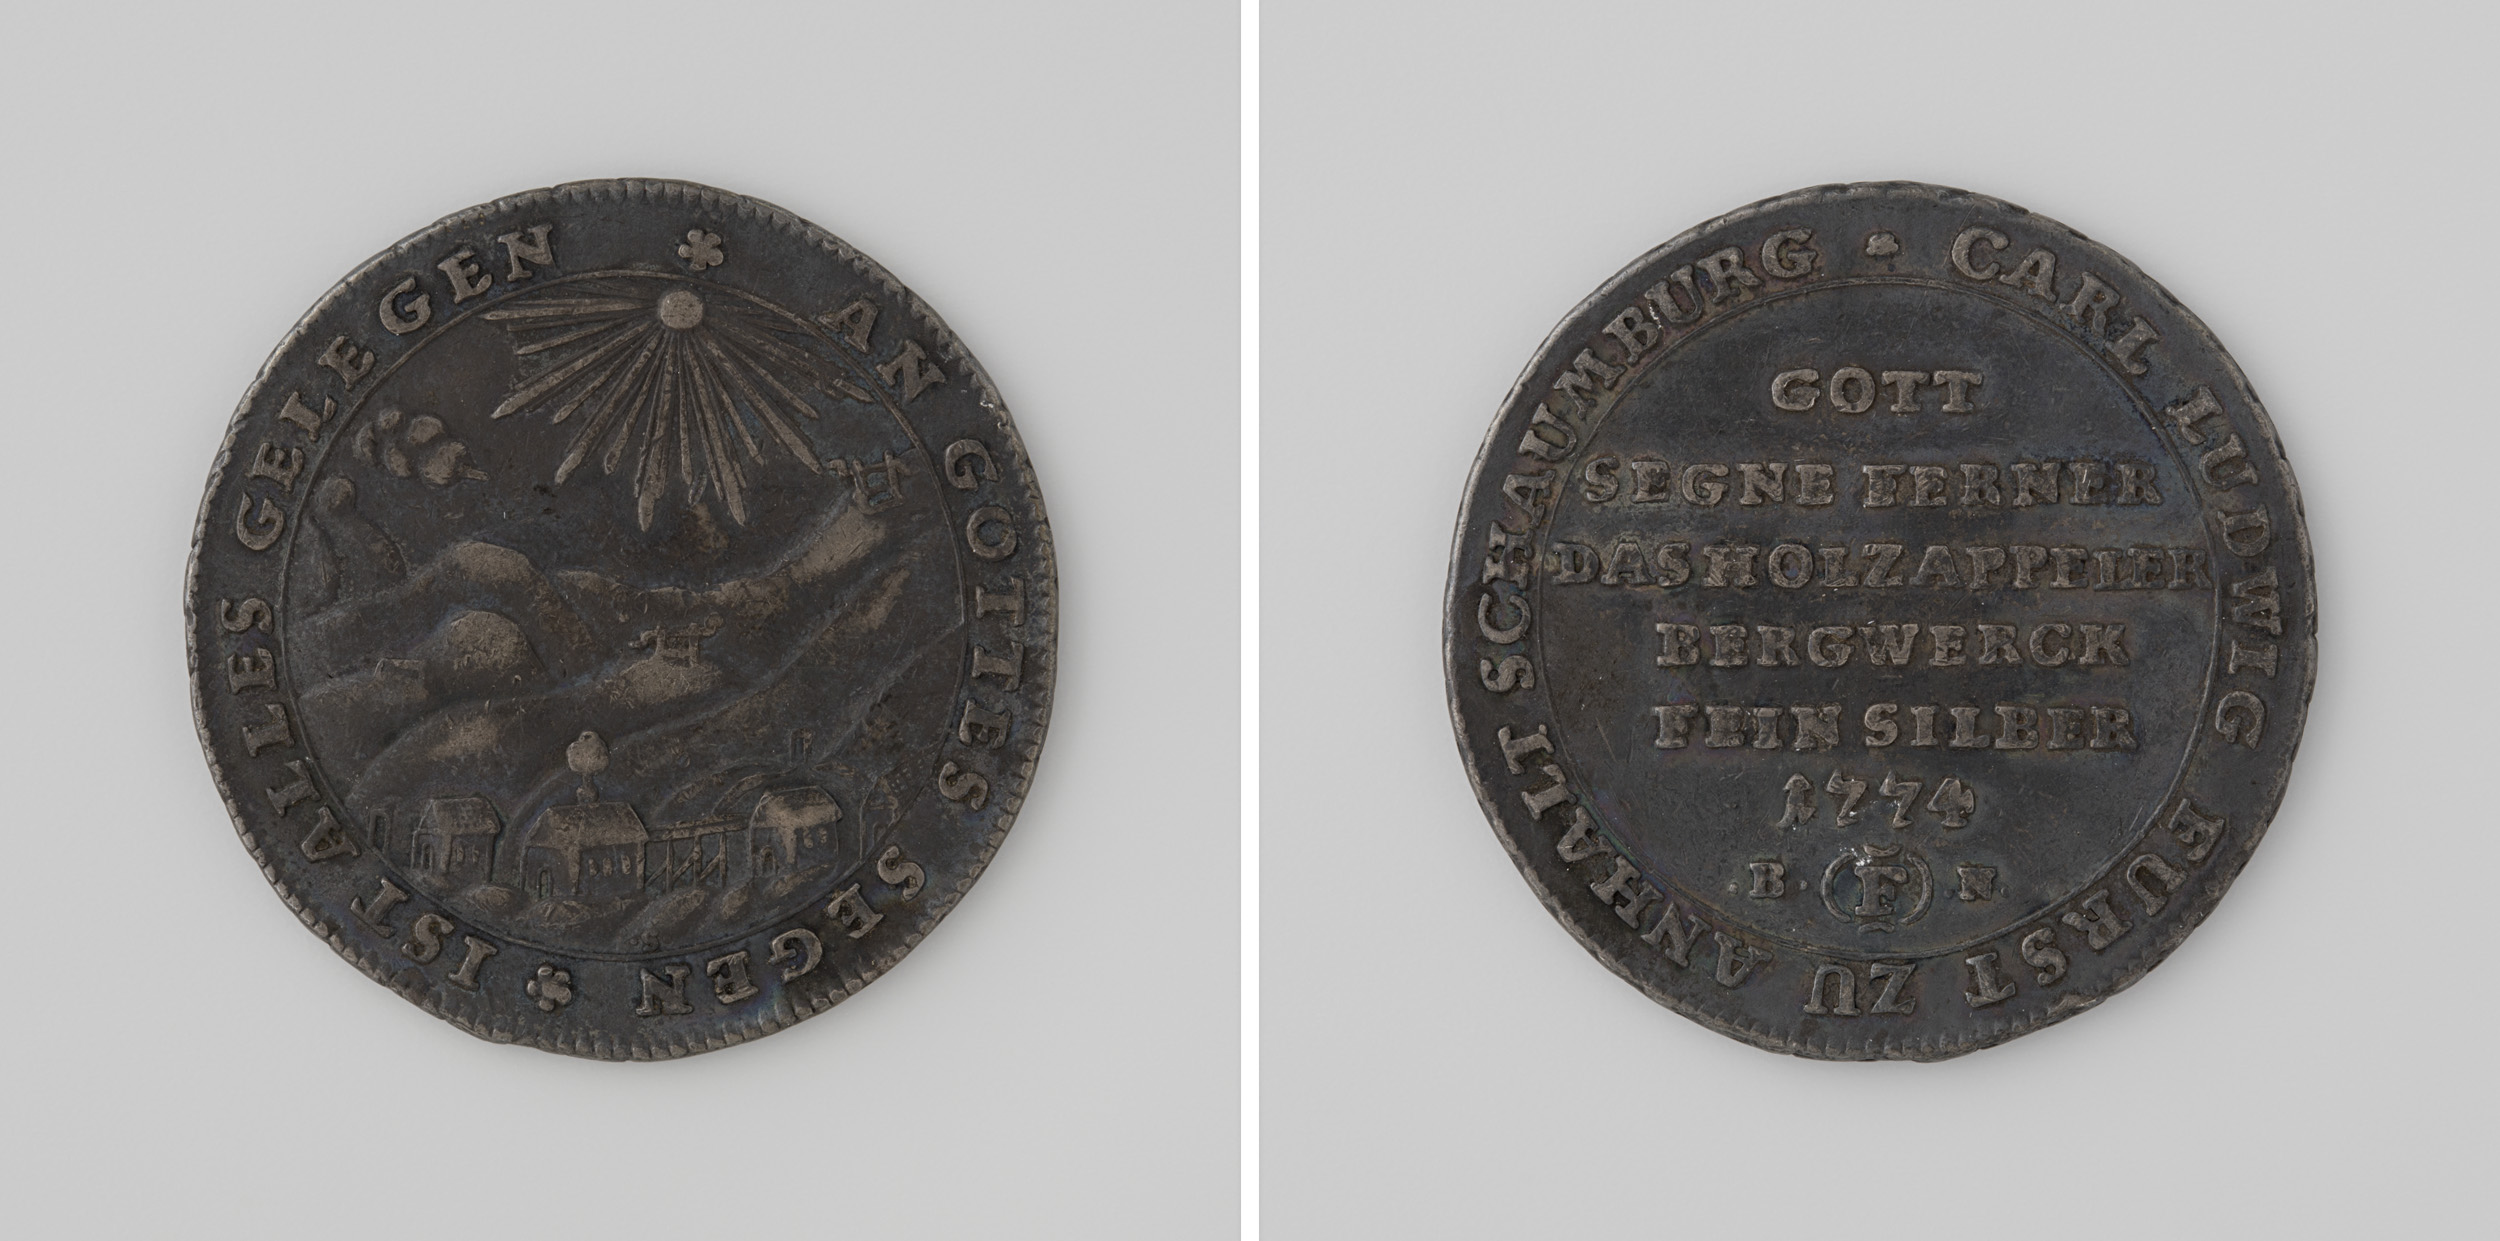 AN GOTTES SEGEN
IST ALLES GELEGEN
S
CARL LUDWIG FURST ZU ANHALT SCHAUMBURG
GOTT
SEGNE FERNER
DAS HOLZAPPELER
BERGWERCK
FEIN SILBER
1774
·B· (F) ·N·